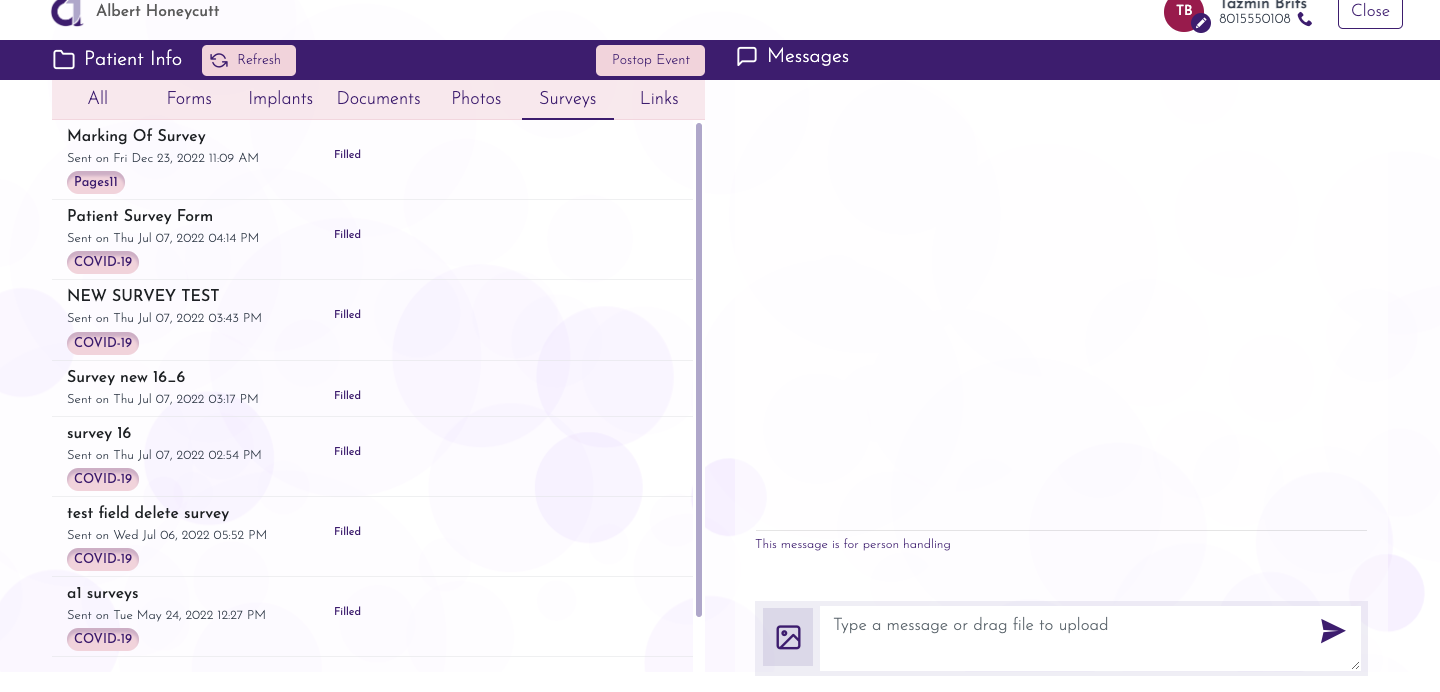 Albert Honeycutt
TB
Tazmin Brits
8015550108
Close
Patient Info
Refresh
Postop Event
Messages
All
Forms
Implants
Documents
Photos
Surveys
Links
Marking Of Survey
Sent on Fri Dec 23, 2022 11:09 AM
Filled
Pages11
Patient Survey Form
Sent on Thu Jul 07, 2022 04:14 PM
Filled
COVID-19
NEW SURVEY TEST
Sent on Thu Jul 07, 2022 03:43 PM
Filled
COVID-19
Survey new 16_6
Sent on Thu Jul 07, 2022 03:17 PM
Filled
survey 16
Sent on Thu Jul 07, 2022 02:54 PM
Filled
COVID-19
test field delete survey
Sent on Wed Jul 06, 2022 05:52 PM
Filled
COVID-19
a1 surveys
Sent on Tue May 24, 2022 12:27 PM
Filled
COVID-19
This message is for person handling
Type a message or drag file to upload